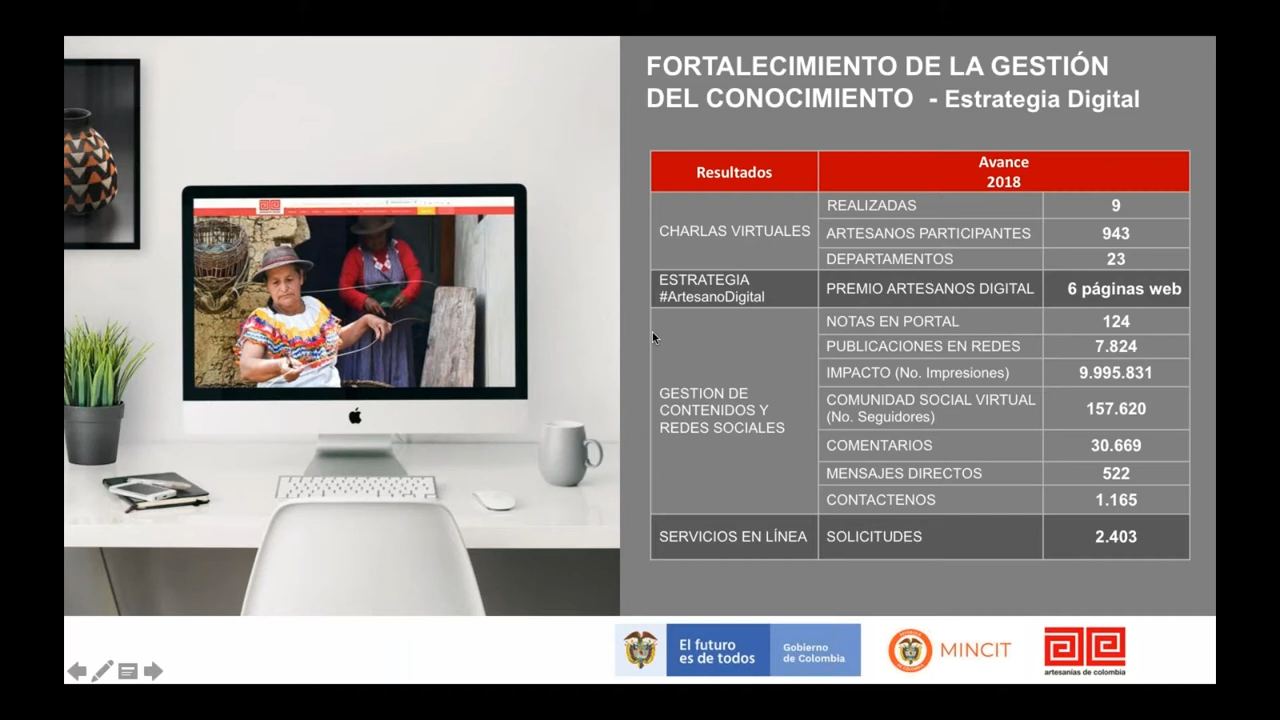 FORTALECIMIENTO DE LA GESTIÓN
DEL CONOCIMIENTO - Estrategia Digital
Resultados
Avance
2018
CHARLAS VIRTUALES
REALIZADAS
9
ARTESANOS PARTICIPANTES
943
DEPARTAMENTOS
23
ESTRATEGIA
#ArtesanoDigital
PREMIO ARTESANOS DIGITAL
6 páginas web
GESTION DE
CONTENIDOS Y
REDES SOCIALES
NOTAS EN PORTAL
124
PUBLICACIONES EN REDES
7.824
IMPACTO (No. Impresiones)
9.995.831
COMUNIDAD SOCIAL VIRTUAL
(No. Seguidores)
157.620
COMENTARIOS
30.669
MENSAJES DIRECTOS
522
CONTACTENOS
1.165
SERVICIOS EN LÍNEA
SOLICITUDES
2.403
El futuro
es de todos
Gobierno
de Colombia
MINCIT
artesanías de colombia